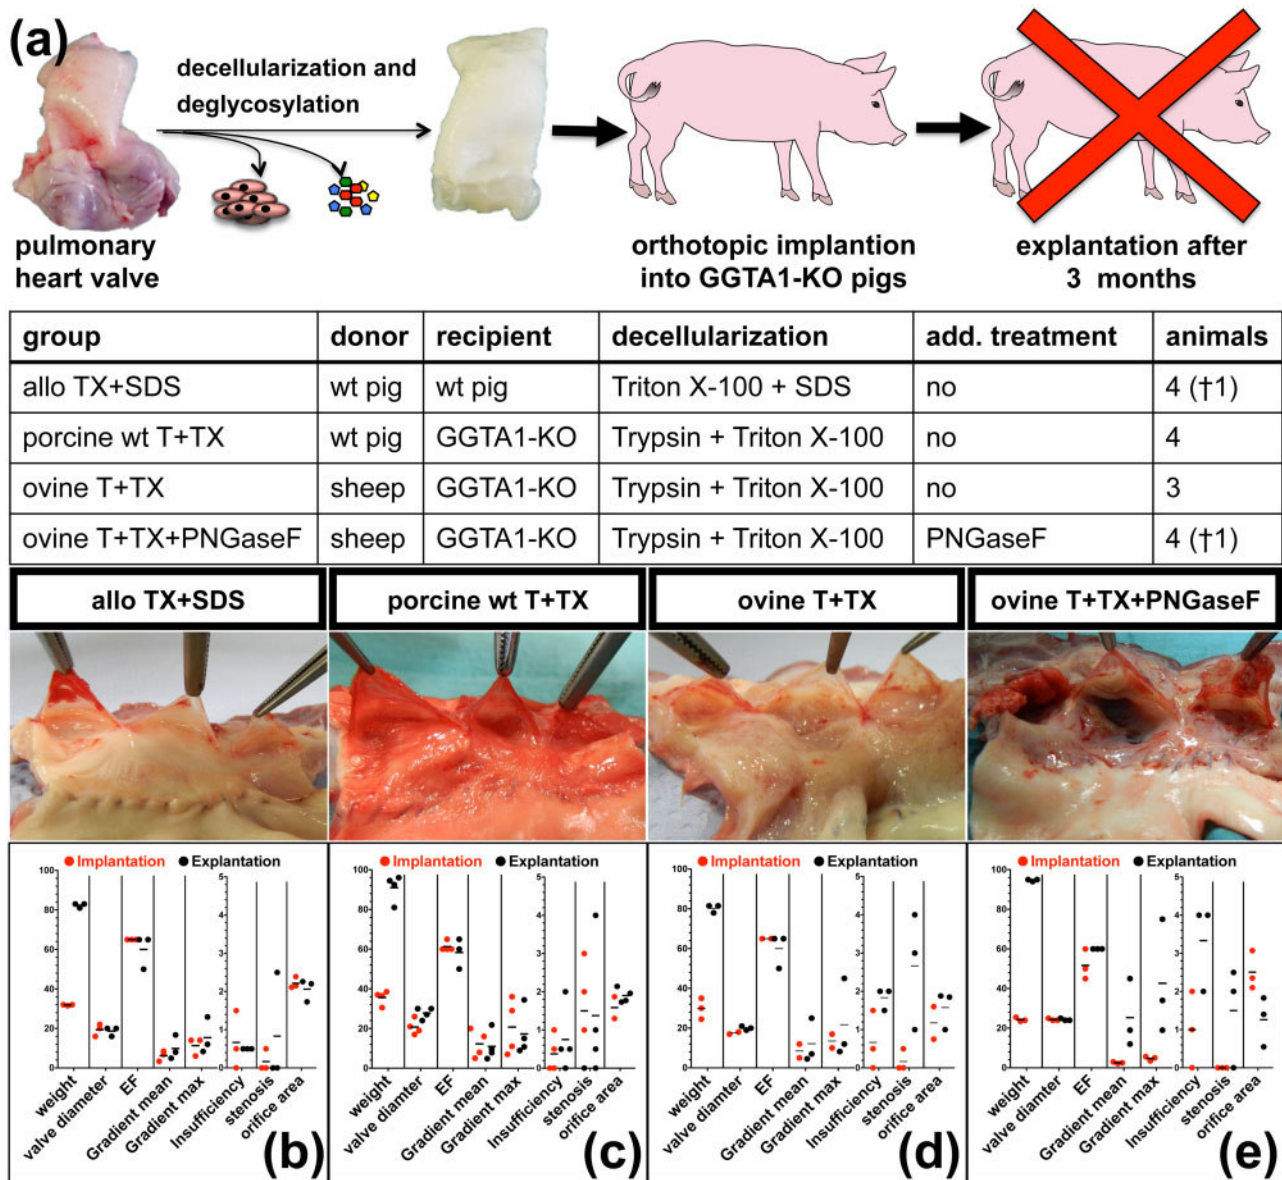 (a)
decellularization and
deglycosylation
pulmonary
heart valve
orthotopic implantion
into GGTA1-KO pigs
explantation after
3 months
group donor recipient decellularization add. treatment animals
allo TX+SDS wt pig wt pig Triton X-100 + SDS no 4 (†1)
porcine wt T+TX wt pig GGTA1-KO Trypsin + Triton X-100 no 4
ovine T+TX sheep GGTA1-KO Trypsin + Triton X-100 no 3
ovine T+TX+PNGaseF sheep GGTA1-KO Trypsin + Triton X-100 PNGaseF 4 (†1)
allo TX+SDS porcine wt T+TX ovine T+TX ovine T+TX+PNGaseF
Implantation Explantation
100
80
60
40
20
0
5
4
3
2
1
0
weight
valve diameter
EF
Gradient mean
Gradient max
Insufficiency
stenosis
orifice area
(b)
Implantation Explantation
100
80
60
40
20
0
5
4
3
2
1
0
weight
valve diamter
EF
Gradient mean
Gradient max
Insufficiency
stenosis
orifice area
(c)
Implantation Explantation
100
80
60
40
20
0
5
4
3
2
1
0
weight
valve diamter
EF
Gradient mean
Gradient max
Insufficiency
stenosis
orifice area
(d)
Implantation Explantation
100
80
60
40
20
0
5
4
3
2
1
0
weight
valve diameter
EF
Gradient mean
Gradient max
Insufficiency
stenosis
orifice area
(e)